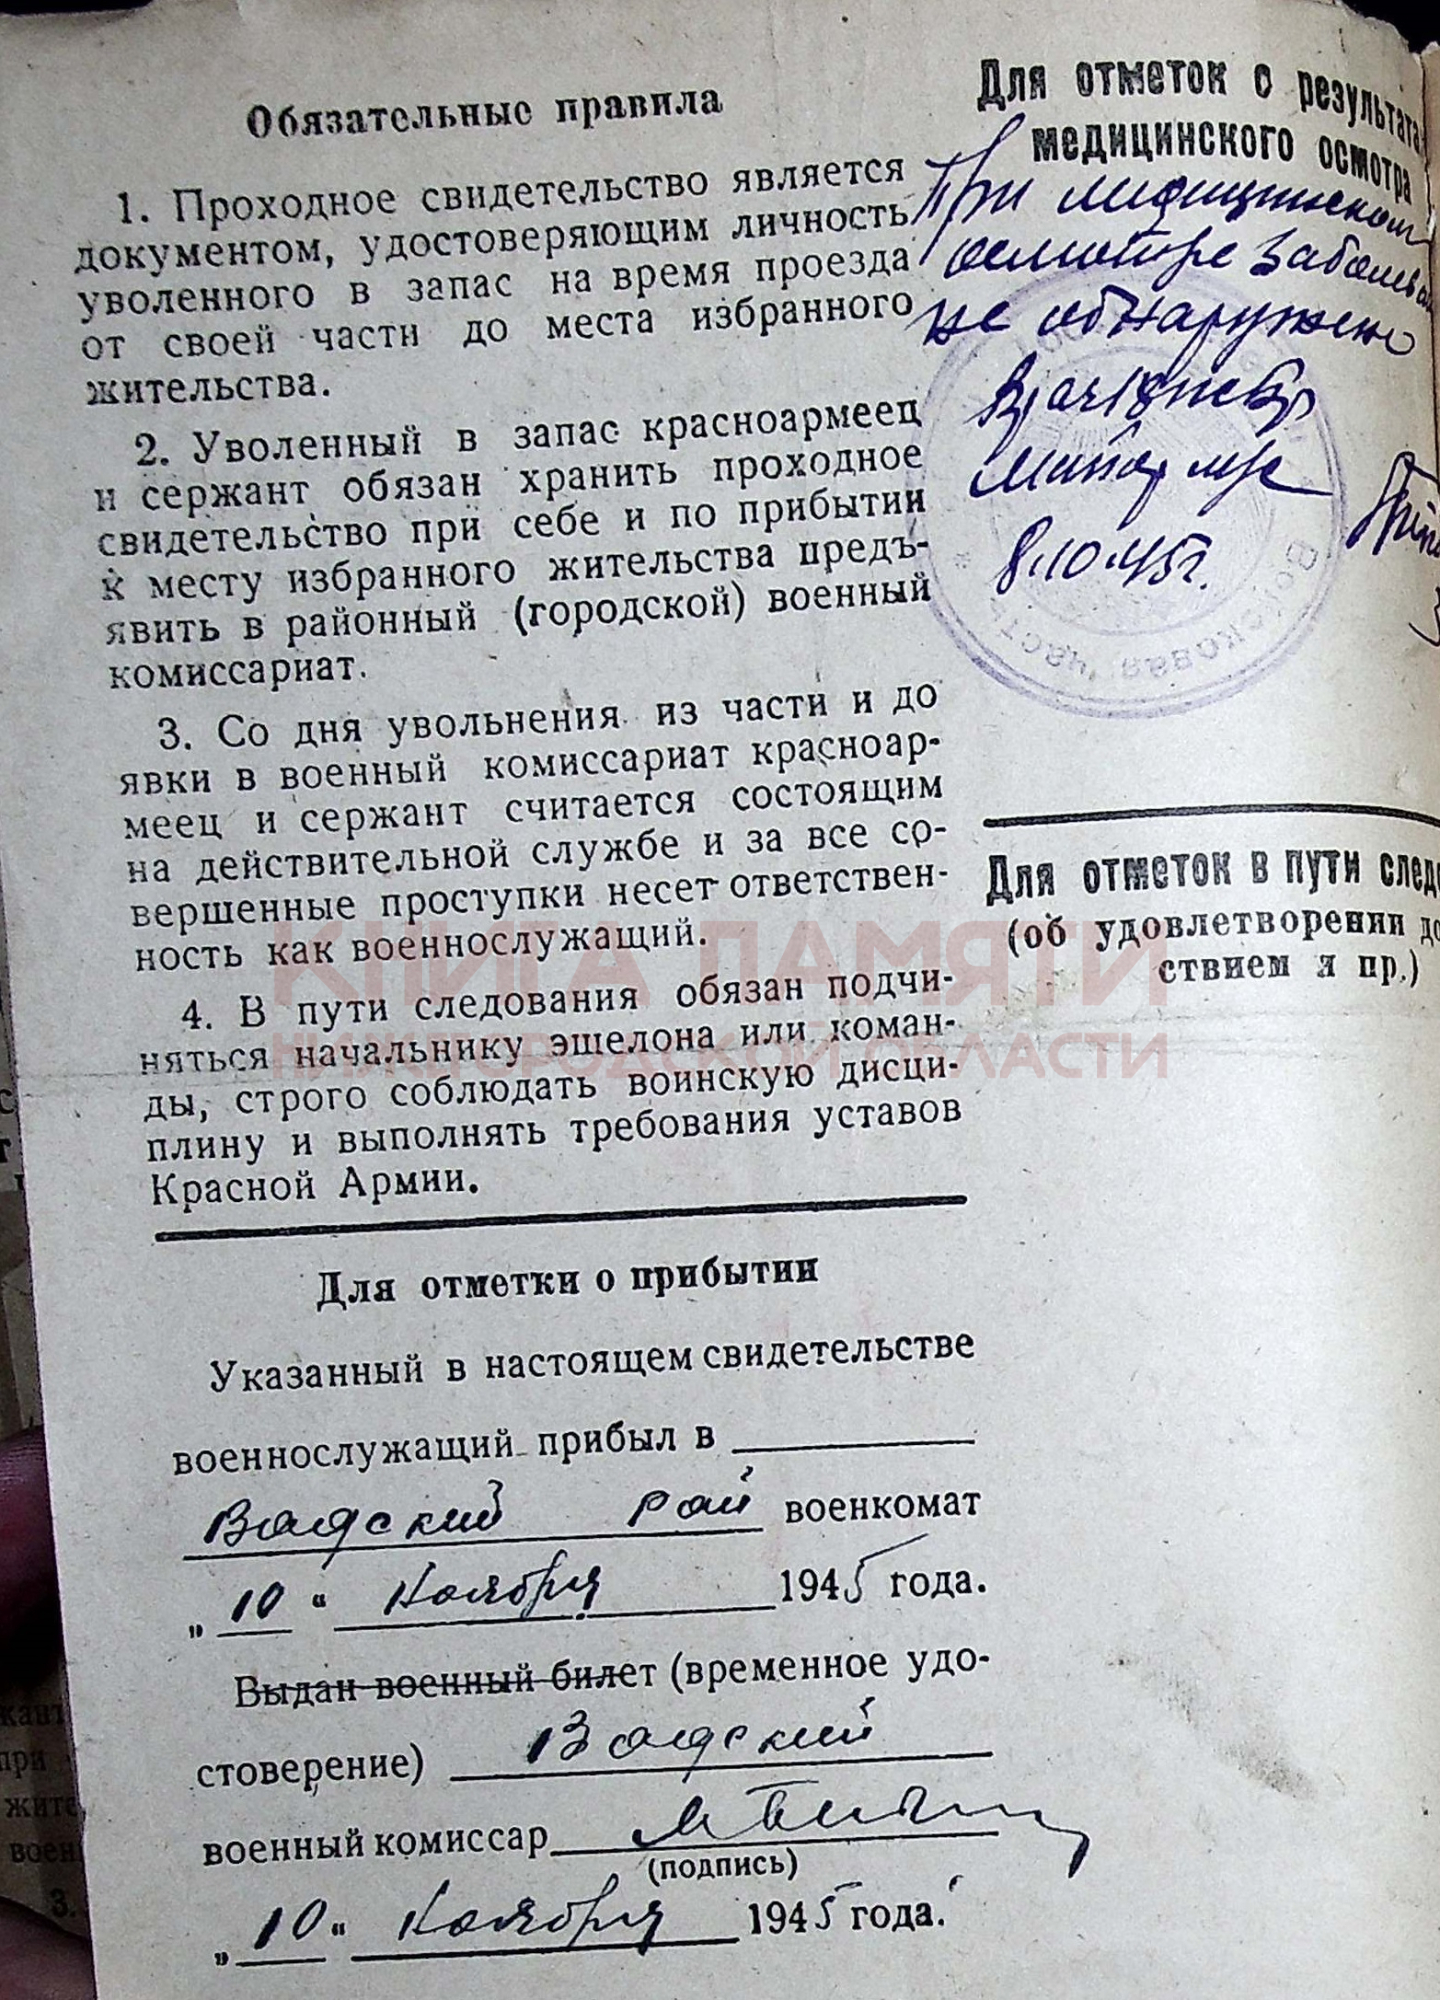 Обязательные правила
1. Проходное свидетельство является
документом, удостоверяющим личность
уволенного в запас на время проезда
от своей части до места избранного
жительства.
2. Уволенный в запас красноармеец
и сержант обязан хранить проходное
свидетельство при себе и по прибытии
к месту избранного жительства предъ-
явить в районный (городской) военный
комиссариат.
3. Со дня увольнения из части и до
явки в военный комиссариат красноар-
меец и сержант считается состоящим
на действительной службе и за все со-
вершенные проступки несет ответствен-
ность как военнослужащий.
4. В пути следования обязан подчи-
няться начальнику эшелона или коман-
ды, строго соблюдать воинскую дисци-
плину и выполнять требования уставов
Красной Армии.
Для отметки о прибытии
Указанный в настоящем свидетельстве
военнослужащий прибыл в
Вадский рай военкомат
„10“ ноября 1945 года.
Выдан военный билет (временное удо-
стоверение) Вадский
военный комиссар
(подпись)
„10“ ноября 1945 года.
Для отметок о результата
медицинского осмотра
При медицинском
осмотре заболеван
не обнаружено
8.10.45г.
Войсковая часть
Для отметок в пути следо
(об удовлетворении до
ствием и пр.)
КНИГА ПАМЯТИ
НИЖЕГОРОДСКОЙ ОБЛАСТИ